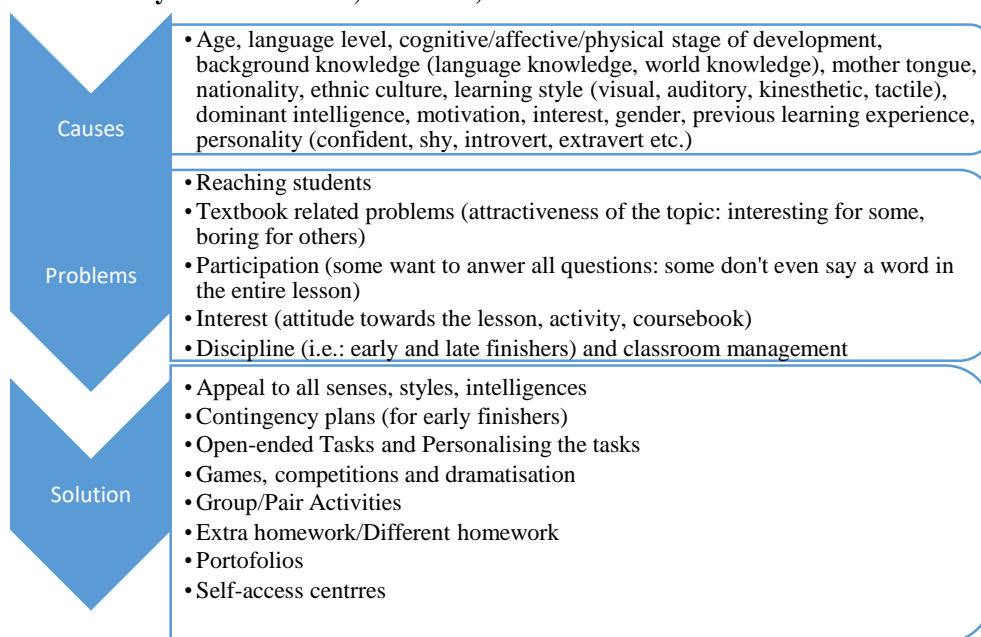 Causes
• Age, language level, cognitive/affective/physical stage of development,
background knowledge (language knowledge, world knowledge), mother tongue,
nationality, ethnic culture, learning style (visual, auditory, kinesthetic, tactile),
dominant intelligence, motivation, interest, gender, previous learning experience,
personality (confident, shy, introvert, extravert etc.)
Problems
• Reaching students
• Textbook related problems (attractiveness of the topic: interesting for some,
boring for others)
• Participation (some want to anwer all questions: some don't even say a word in
the entire lesson)
• Interest (attitude towards the lesson, activity, coursebook)
• Discipline (i.e.: early and late finishers) and classroom management
Solution
• Appeal to all senses, styles, intelligences
• Contingency plans (for early finishers)
• Open-ended Tasks and Personalising the tasks
• Games, competitions and dramatisation
• Group/Pair Activities
• Extra homework/Different homework
• Portofolios
• Self-access centrres